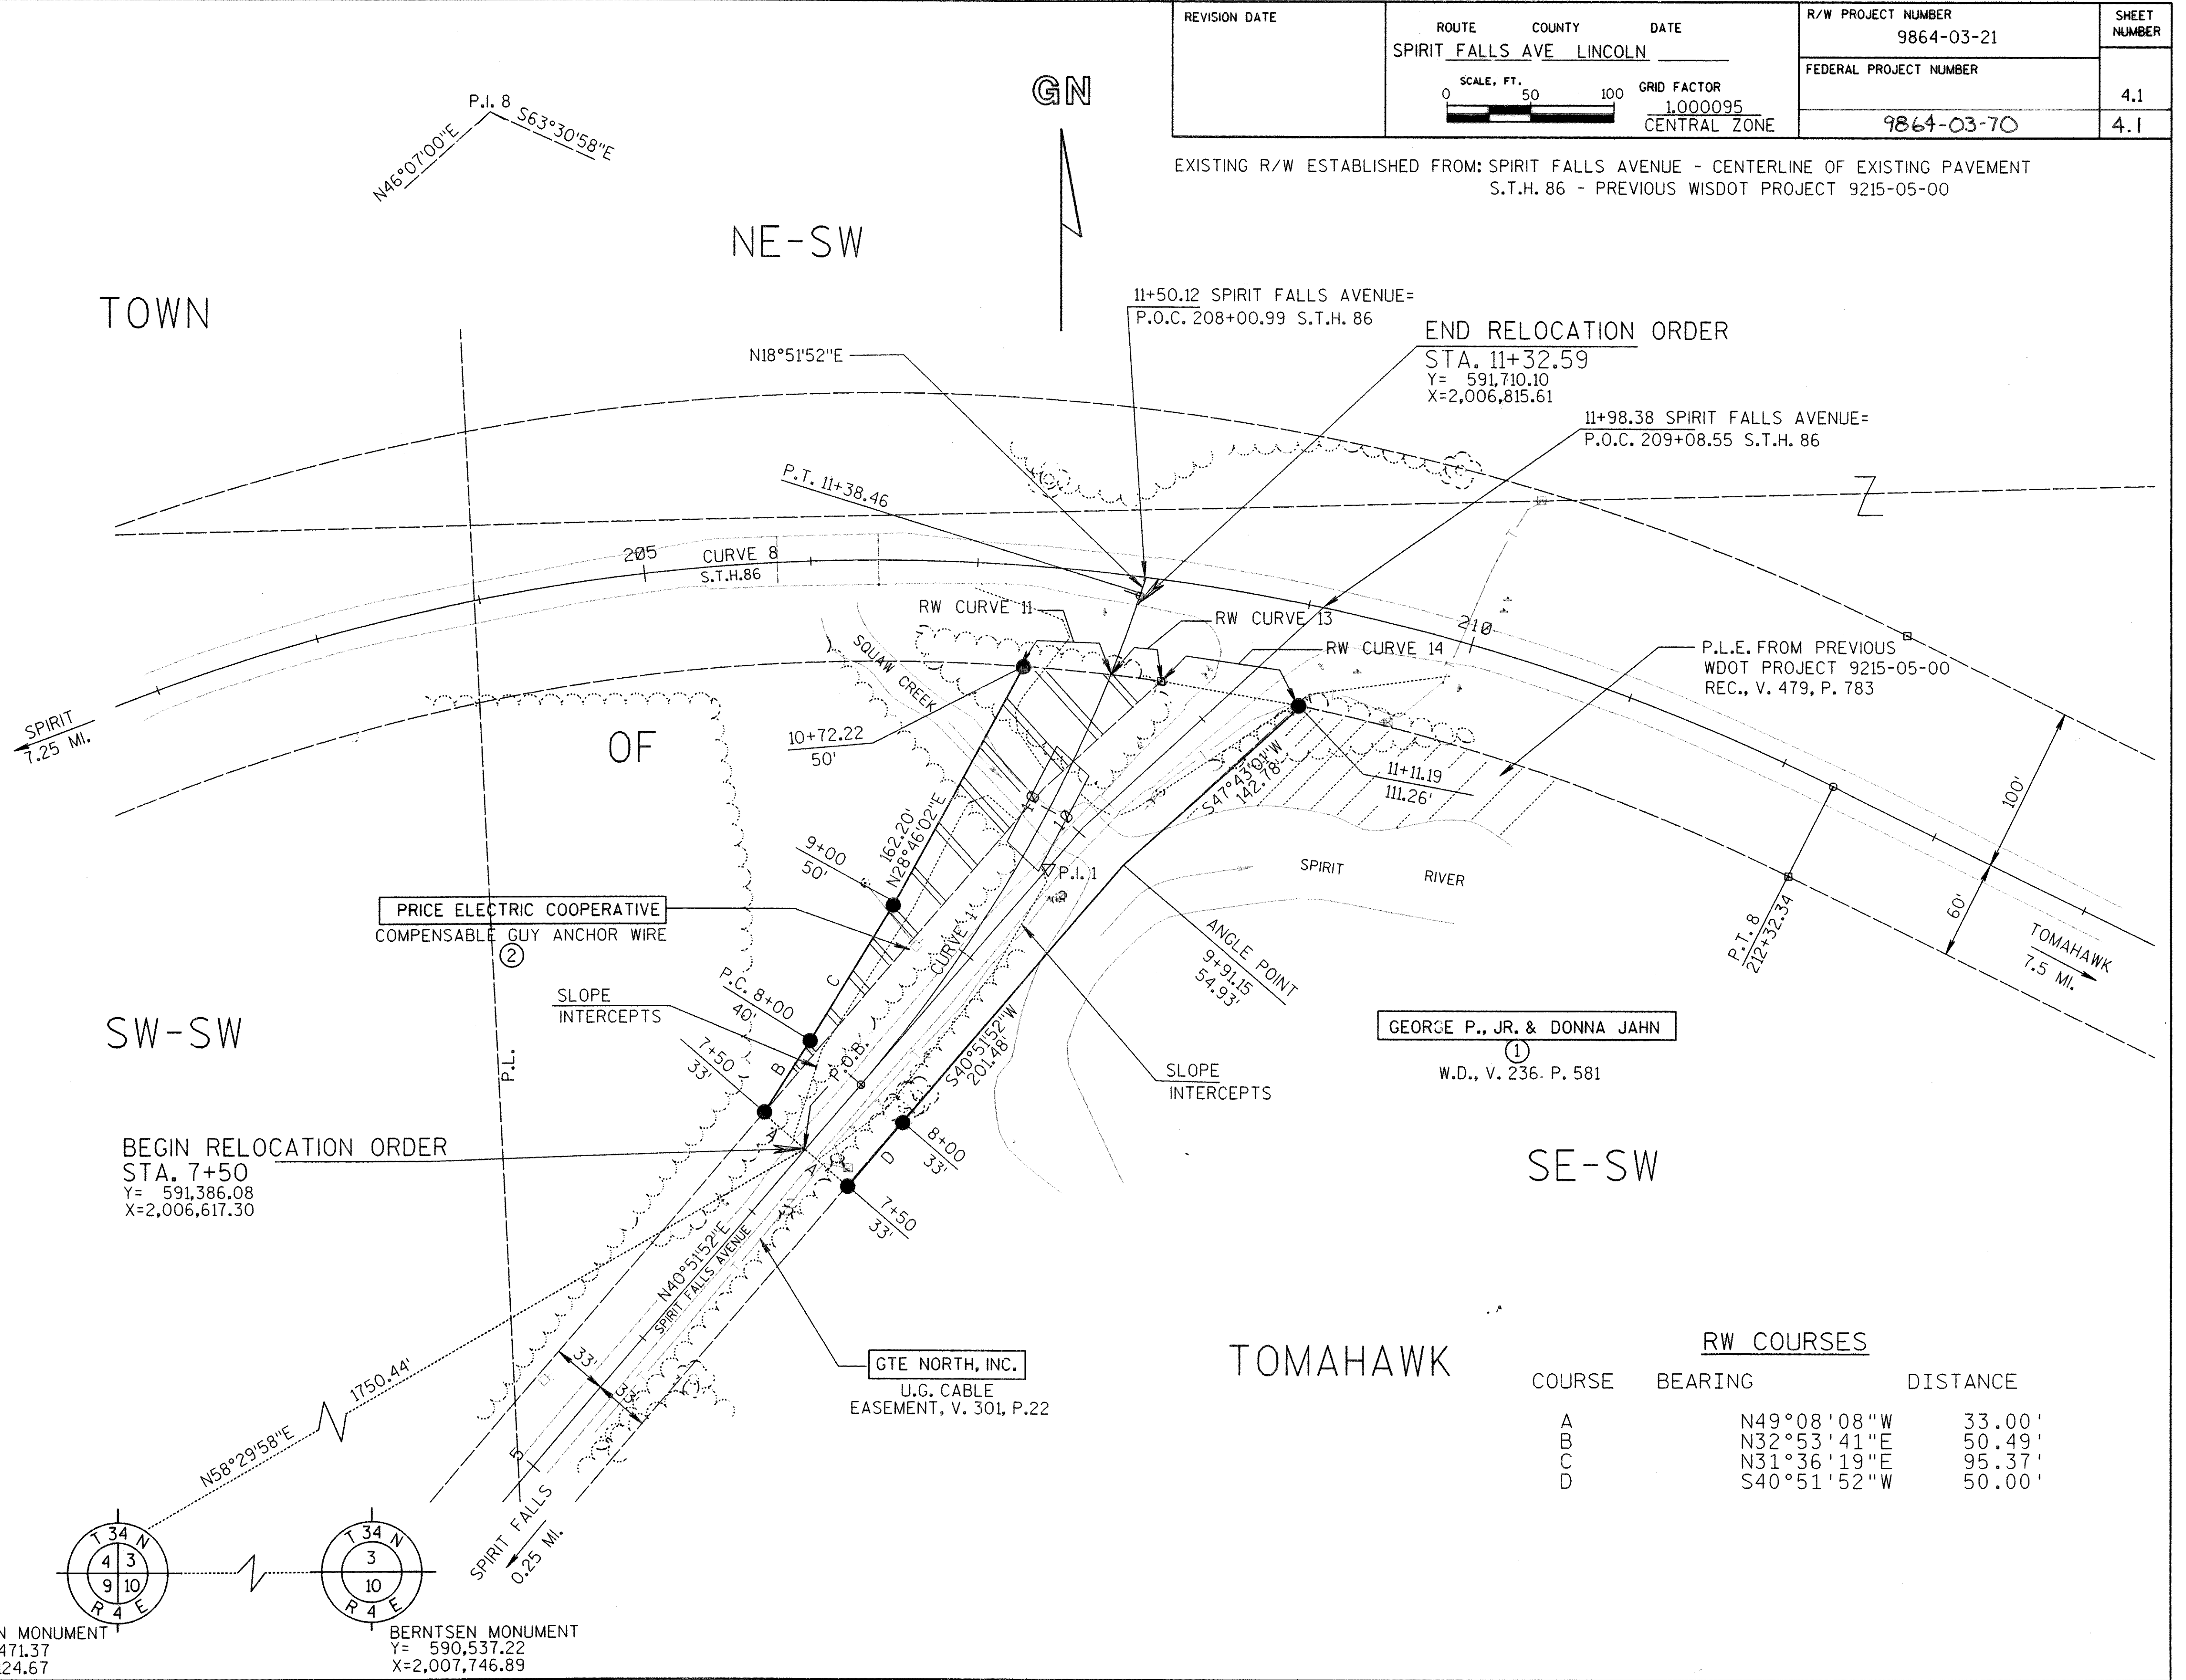 REVISION DATE
ROUTE COUNTY DATE
SPIRIT FALLS AVE LINCOLN
SCALE, FT.
0 50 100
GRID FACTOR
1.000095
CENTRAL ZONE
R/W PROJECT NUMBER
9864-03-21
FEDERAL PROJECT NUMBER
9864-03-70
SHEET
NUMBER
4.1
4.1
EXISTING R/W ESTABLISHED FROM: SPIRIT FALLS AVENUE - CENTERLINE OF EXISTING PAVEMENT
S.T.H. 86 - PREVIOUS WISDOT PROJECT 9215-05-00
GN
P.I. 8
N46°07'00"E
S63°30'58"E
NE-SW
TOWN
11+50.12 SPIRIT FALLS AVENUE=
P.O.C. 208+00.99 S.T.H. 86
END RELOCATION ORDER
STA. 11+32.59
Y= 591,710.10
X=2,006,815.61
N18°51'52"E
11+98.38 SPIRIT FALLS AVENUE=
P.O.C. 209+08.55 S.T.H. 86
P.T. 11+38.46
205
CURVE 8
S.T.H.86
RW CURVE 11
RW CURVE 13
RW CURVE 14
210
P.L.E. FROM PREVIOUS
WDOT PROJECT 9215-05-00
REC., V. 479, P. 783
SQUAW CREEK
SPIRIT
7.25 MI.
OF
10+72.22
50'
11+11.19
111.26'
S47°43'01"W
142.78'
10
10
9+00
50'
162.20'
N28°46'02"E
P.I. 1
SPIRIT RIVER
100'
60'
P.T. 8
212+32.34
TOMAHAWK
7.5 MI.
PRICE ELECTRIC COOPERATIVE
COMPENSABLE GUY ANCHOR WIRE
2
CURVE 1
ANGLE POINT
9+91.15
54.93'
C
P.C. 8+00
40'
SLOPE
INTERCEPTS
SW-SW
P.L.
7+50
33'
B
P.O.B.
S40°51'52"W
201.48'
SLOPE
INTERCEPTS
GEORGE P., JR. & DONNA JAHN
1
W.D., V. 236. P. 581
BEGIN RELOCATION ORDER
STA. 7+50
Y= 591,386.08
X=2,006,617.30
A
A
D
8+00
33'
7+50
33'
SE-SW
N40°51'52"E
SPIRIT FALLS AVENUE
33'
33'
GTE NORTH, INC.
U.G. CABLE
EASEMENT, V. 301, P.22
TOMAHAWK
RW COURSES
COURSE BEARING DISTANCE
A N49°08'08"W 33.00'
B N32°53'41"E 50.49'
C N31°36'19"E 95.37'
D S40°51'52"W 50.00'
1750.44'
N58°29'58"E
5
SPIRIT FALLS
0.25 MI.
T 34 N
4 3
9 10
R 4 E
T 34 N
3
10
R 4 E
N MONUMENT
471.37
24.67
BERNTSEN MONUMENT
Y= 590,537.22
X=2,007,746.89